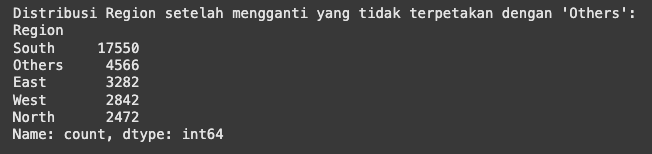 Distribusi Region setelah mengganti yang tidak terpetakan dengan 'Others':
Region
South     17550
Others     4566
East       3282
West       2842
North      2472
Name: count, dtype: int64